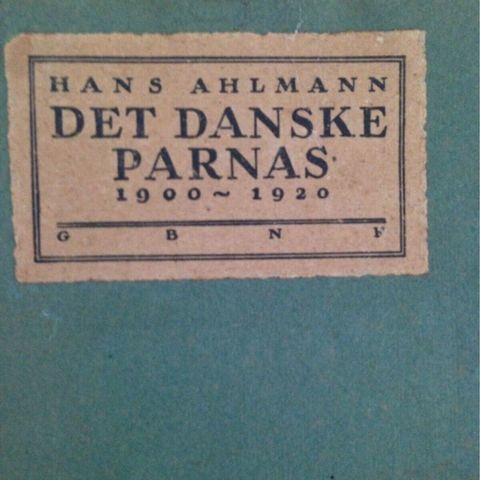 HANS AHLMANN
DET DANSKE
PARNAS
1900 ~ 1920
G B N F